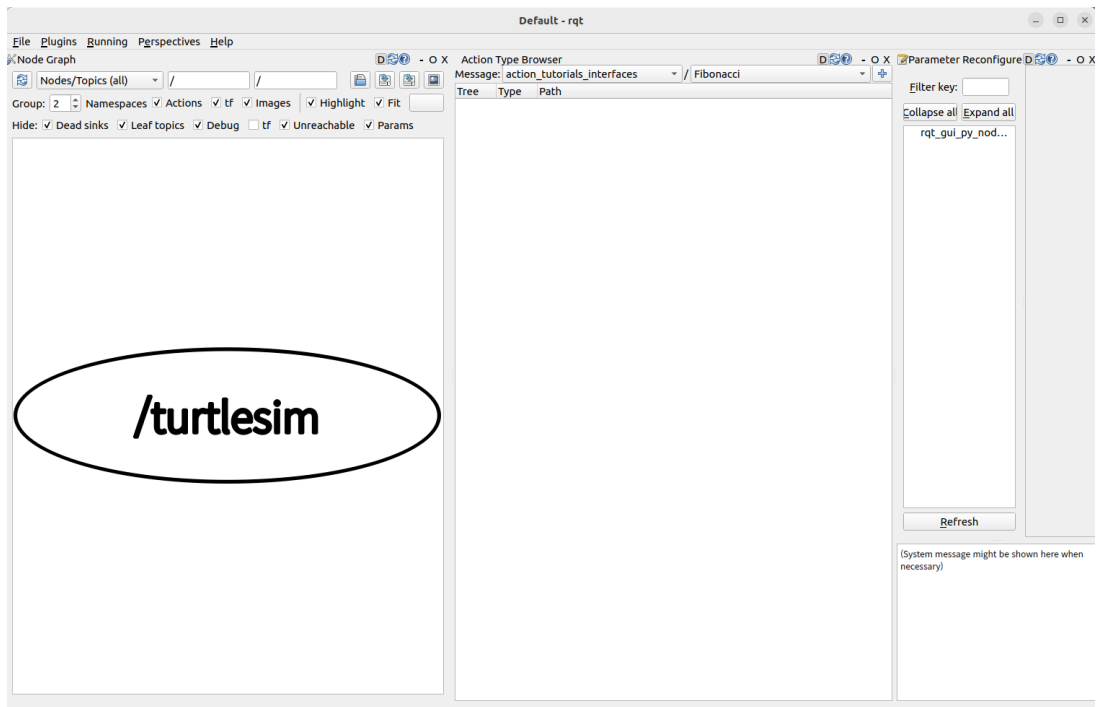 Default - rqt
File Plugins Running Perspectives Help
Node Graph D - O X
Nodes/Topics (all) / /
Group: 2 Namespaces Actions tf Images Highlight Fit
Hide: Dead sinks Leaf topics Debug tf Unreachable Params
/turtlesim
Action Type Browser D - O X
Message: action_tutorials_interfaces / Fibonacci
Tree Type Path
Parameter Reconfigure D - O X
Filter key:
Collapse all Expand all
rqt_gui_py_nod...
Refresh
(System message might be shown here when
necessary)
D - O X